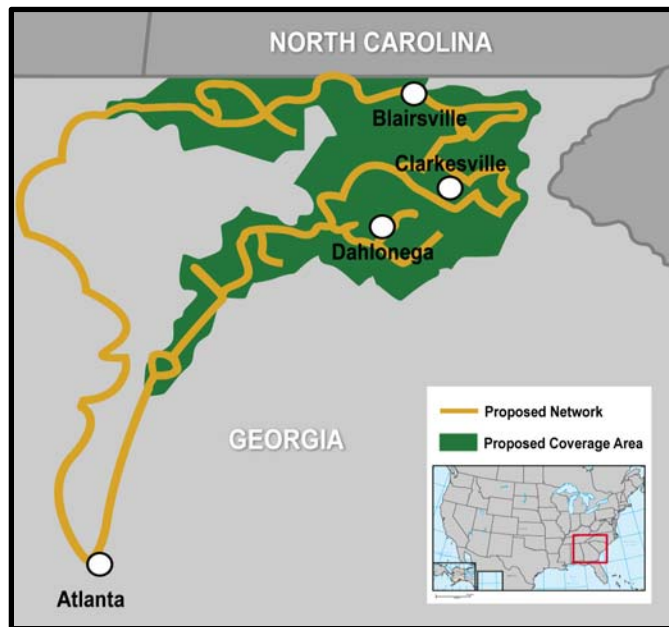 NORTH CAROLINA
Blairsville
Clarkesville
Dahlonega
GEORGIA
Proposed Network
Proposed Coverage Area
Atlanta